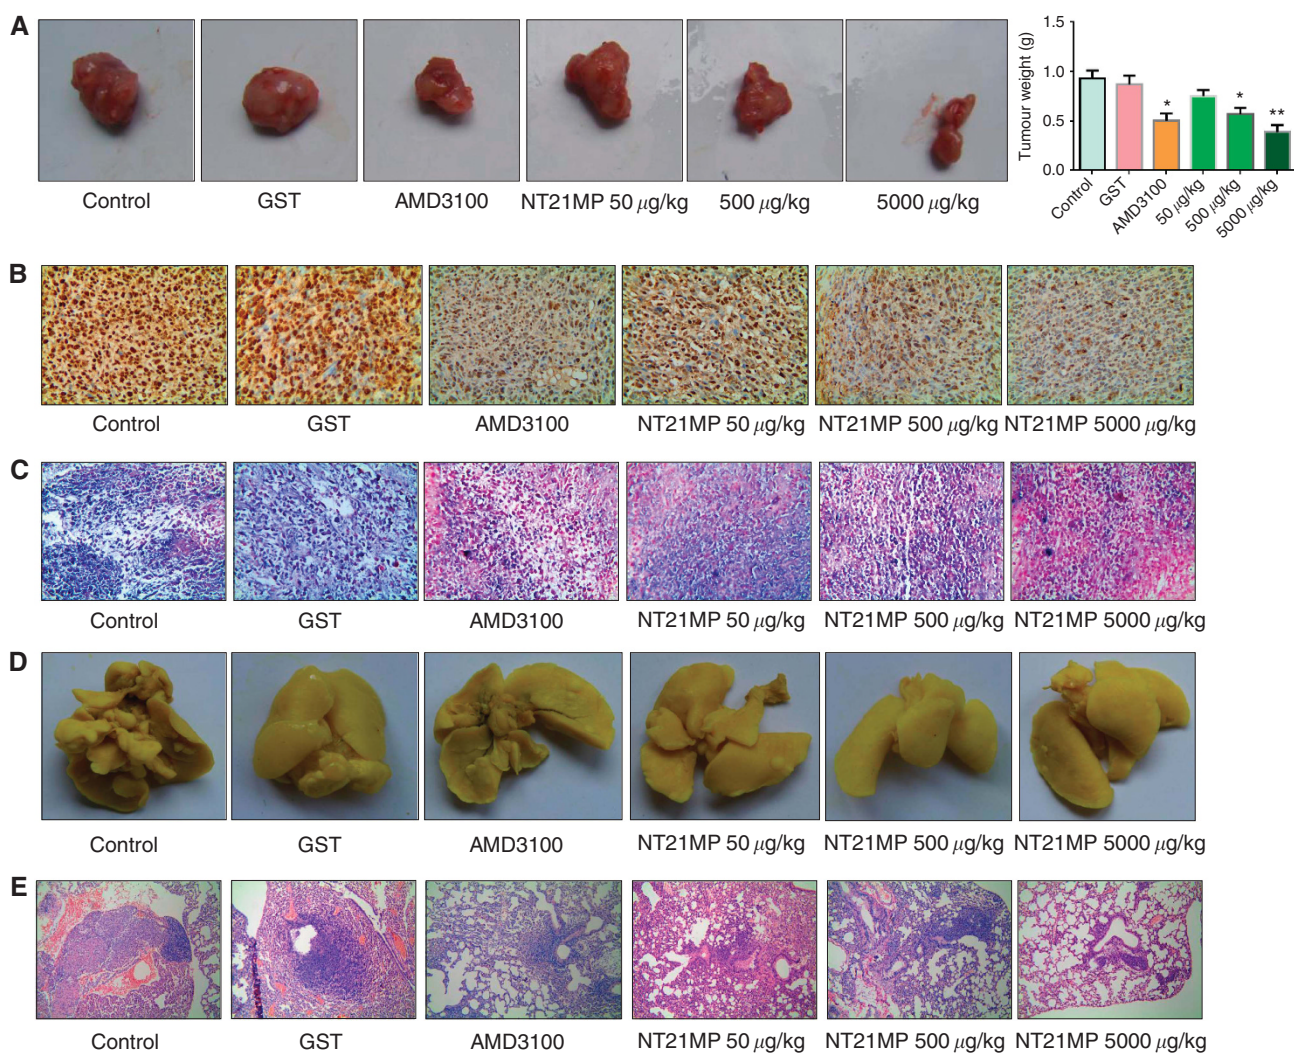 A
Control
GST
AMD3100
NT21MP 50 μg/kg
500 μg/kg
5000 μg/kg
Tumour weight (g)
1.5
1.0
0.5
0.0
*
*
**
Control
GST
AMD3100
50 μg/kg
500 μg/kg
5000 μg/kg
B
Control
GST
AMD3100
NT21MP 50 μg/kg
NT21MP 500 μg/kg
NT21MP 5000 μg/kg
C
Control
GST
AMD3100
NT21MP 50 μg/kg
NT21MP 500 μg/kg
NT21MP 5000 μg/kg
D
Control
GST
AMD3100
NT21MP 50 μg/kg
NT21MP 500 μg/kg
NT21MP 5000 μg/kg
E
Control
GST
AMD3100
NT21MP 50 μg/kg
NT21MP 500 μg/kg
NT21MP 5000 μg/kg